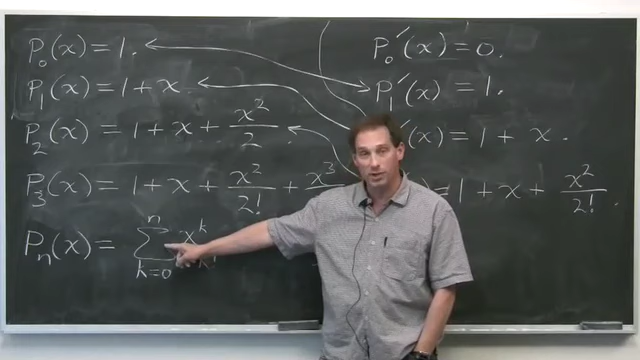 P₀(x) = 1.
P₁(x) = 1 + x
P₂(x) = 1 + x + x²/2
P₃(x) = 1 + x + x²/2! + x³
Pₙ(x) = n ∑ k=0 xᵏ/k!
P₀′(x) = 0.
P₁′(x) = 1.
′(x) = 1 + x.
= 1 + x + x²/2!.